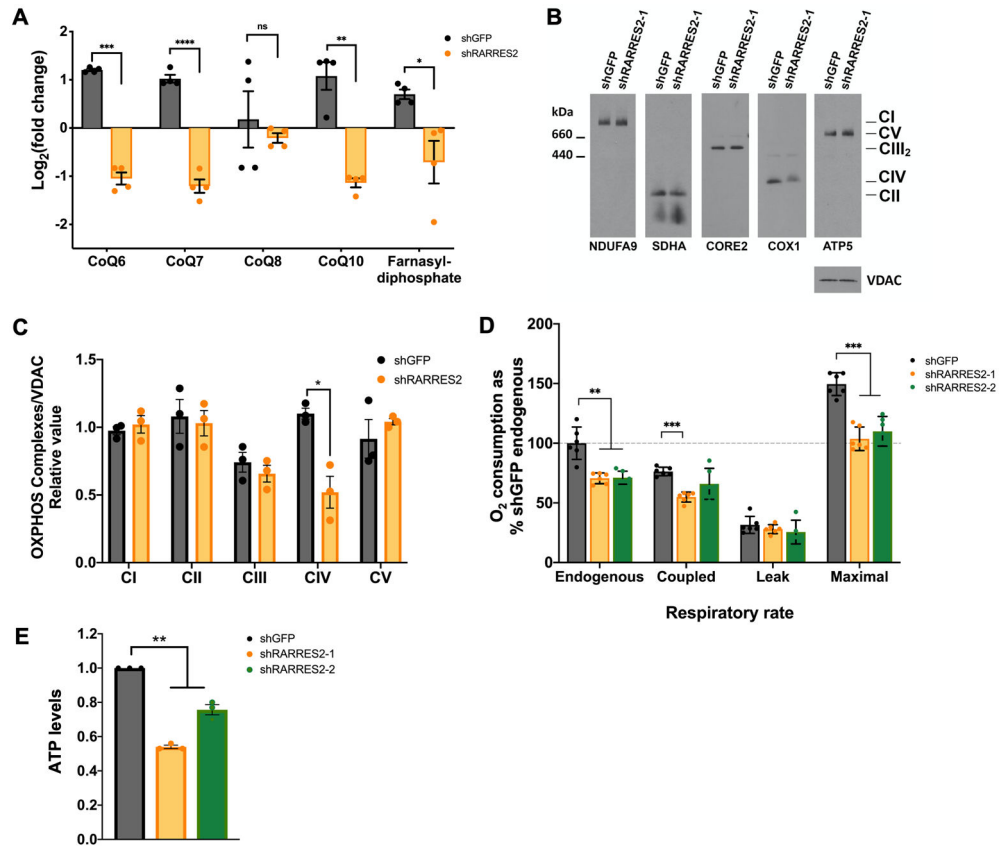 A
Log2(fold change)
2
1
0
-1
-2
***
****
ns
**
*
shGFP
shRARRES2
CoQ6
CoQ7
CoQ8
CoQ10
Farnasyl-
diphosphate
B
shGFP
shRARRES2-1
shGFP
shRARRES2-1
shGFP
shRARRES2-1
shGFP
shRARRES2-1
shGFP
shRARRES2-1
kDa
660
440
CI
CV
CIII2
CIV
CII
NDUFA9
SDHA
CORE2
COX1
ATP5
VDAC
C
OXPHOS Complexes/VDAC
Relative value
1.5
1.0
0.5
0.0
*
shGFP
shRARRES2
CI
CII
CIII
CIV
CV
D
O2 consumption as
% shGFP endogenous
200
150
100
50
0
**
***
***
shGFP
shRARRES2-1
shRARRES2-2
Endogenous
Coupled
Leak
Maximal
Respiratory rate
E
ATP levels
1.2
1.0
0.8
0.6
0.4
0.2
0.0
**
shGFP
shRARRES2-1
shRARRES2-2